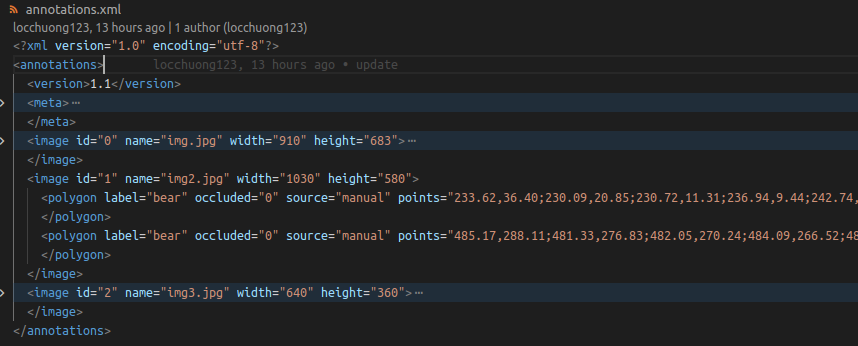 annotations.xml
locchuong123, 13 hours ago | 1 author (locchuong123)
<?xml version="1.0" encoding="utf-8"?>
<annotations> locchuong123, 13 hours ago • update
<version>1.1</version>
<meta>⋯
</meta>
<image id="0" name="img.jpg" width="910" height="683">⋯
</image>
<image id="1" name="img2.jpg" width="1030" height="580">
<polygon label="bear" occluded="0" source="manual" points="233.62,36.40;230.09,20.85;230.72,11.31;236.94,9.44;242.74,
</polygon>
<polygon label="bear" occluded="0" source="manual" points="485.17,288.11;481.33,276.83;482.05,270.24;484.09,266.52;48
</polygon>
</image>
<image id="2" name="img3.jpg" width="640" height="360">⋯
</image>
</annotations>